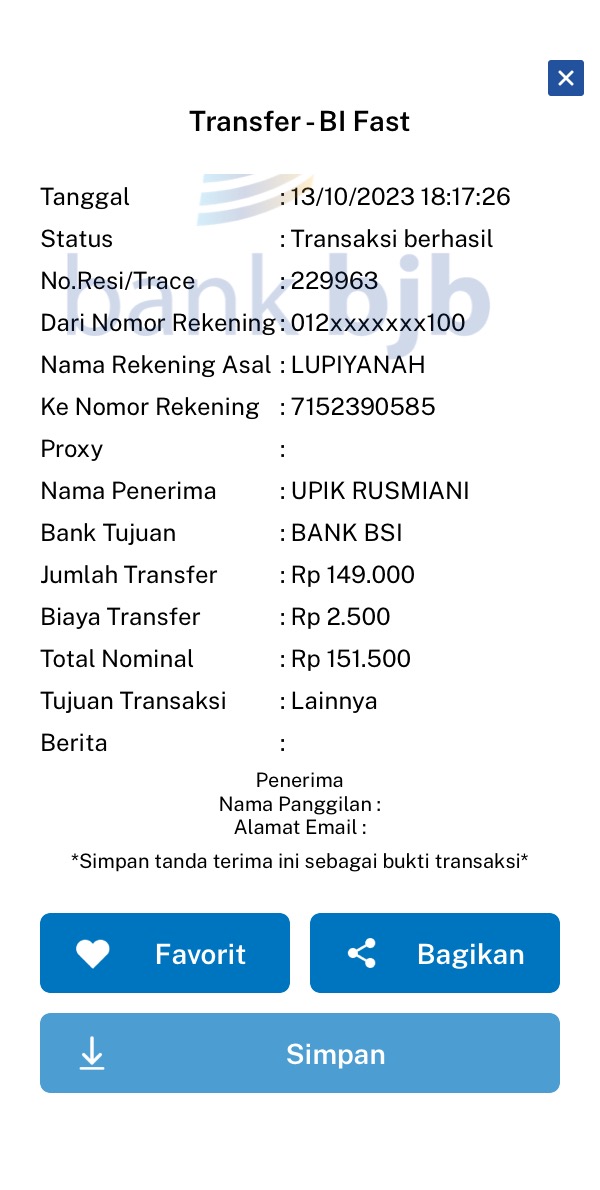 Transfer - BI Fast
Tanggal : 13/10/2023 18:17:26
Status : Transaksi berhasil
No.Resi/Trace : 229963
Dari Nomor Rekening : 012xxxxxxx100
Nama Rekening Asal : LUPIYANAH
Ke Nomor Rekening : 7152390585
Proxy :
Nama Penerima : UPIK RUSMIANI
Bank Tujuan : BANK BSI
Jumlah Transfer : Rp 149.000
Biaya Transfer : Rp 2.500
Total Nominal : Rp 151.500
Tujuan Transaksi : Lainnya
Berita :
bank bjb
Penerima
Nama Panggilan :
Alamat Email :
*Simpan tanda terima ini sebagai bukti transaksi*
Favorit
Bagikan
Simpan